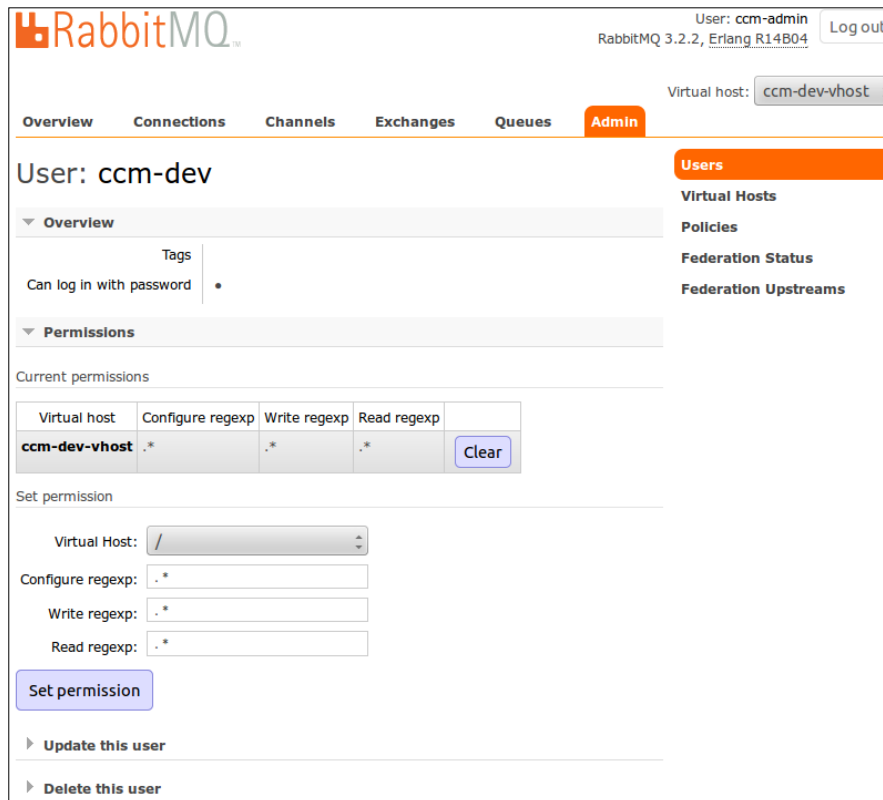 RabbitMQ™
User: ccm-admin
RabbitMQ 3.2.2, Erlang R14B04
Log out
Virtual host: ccm-dev-vhost
Overview Connections Channels Exchanges Queues Admin
User: ccm-dev
Overview
Tags
Can log in with password •
Permissions
Current permissions
Virtual host Configure regexp Write regexp Read regexp
ccm-dev-vhost .* .* .* Clear
Set permission
Virtual Host: /
Configure regexp: .*
Write regexp: .*
Read regexp: .*
Set permission
Update this user
Delete this user
Users
Virtual Hosts
Policies
Federation Status
Federation Upstreams